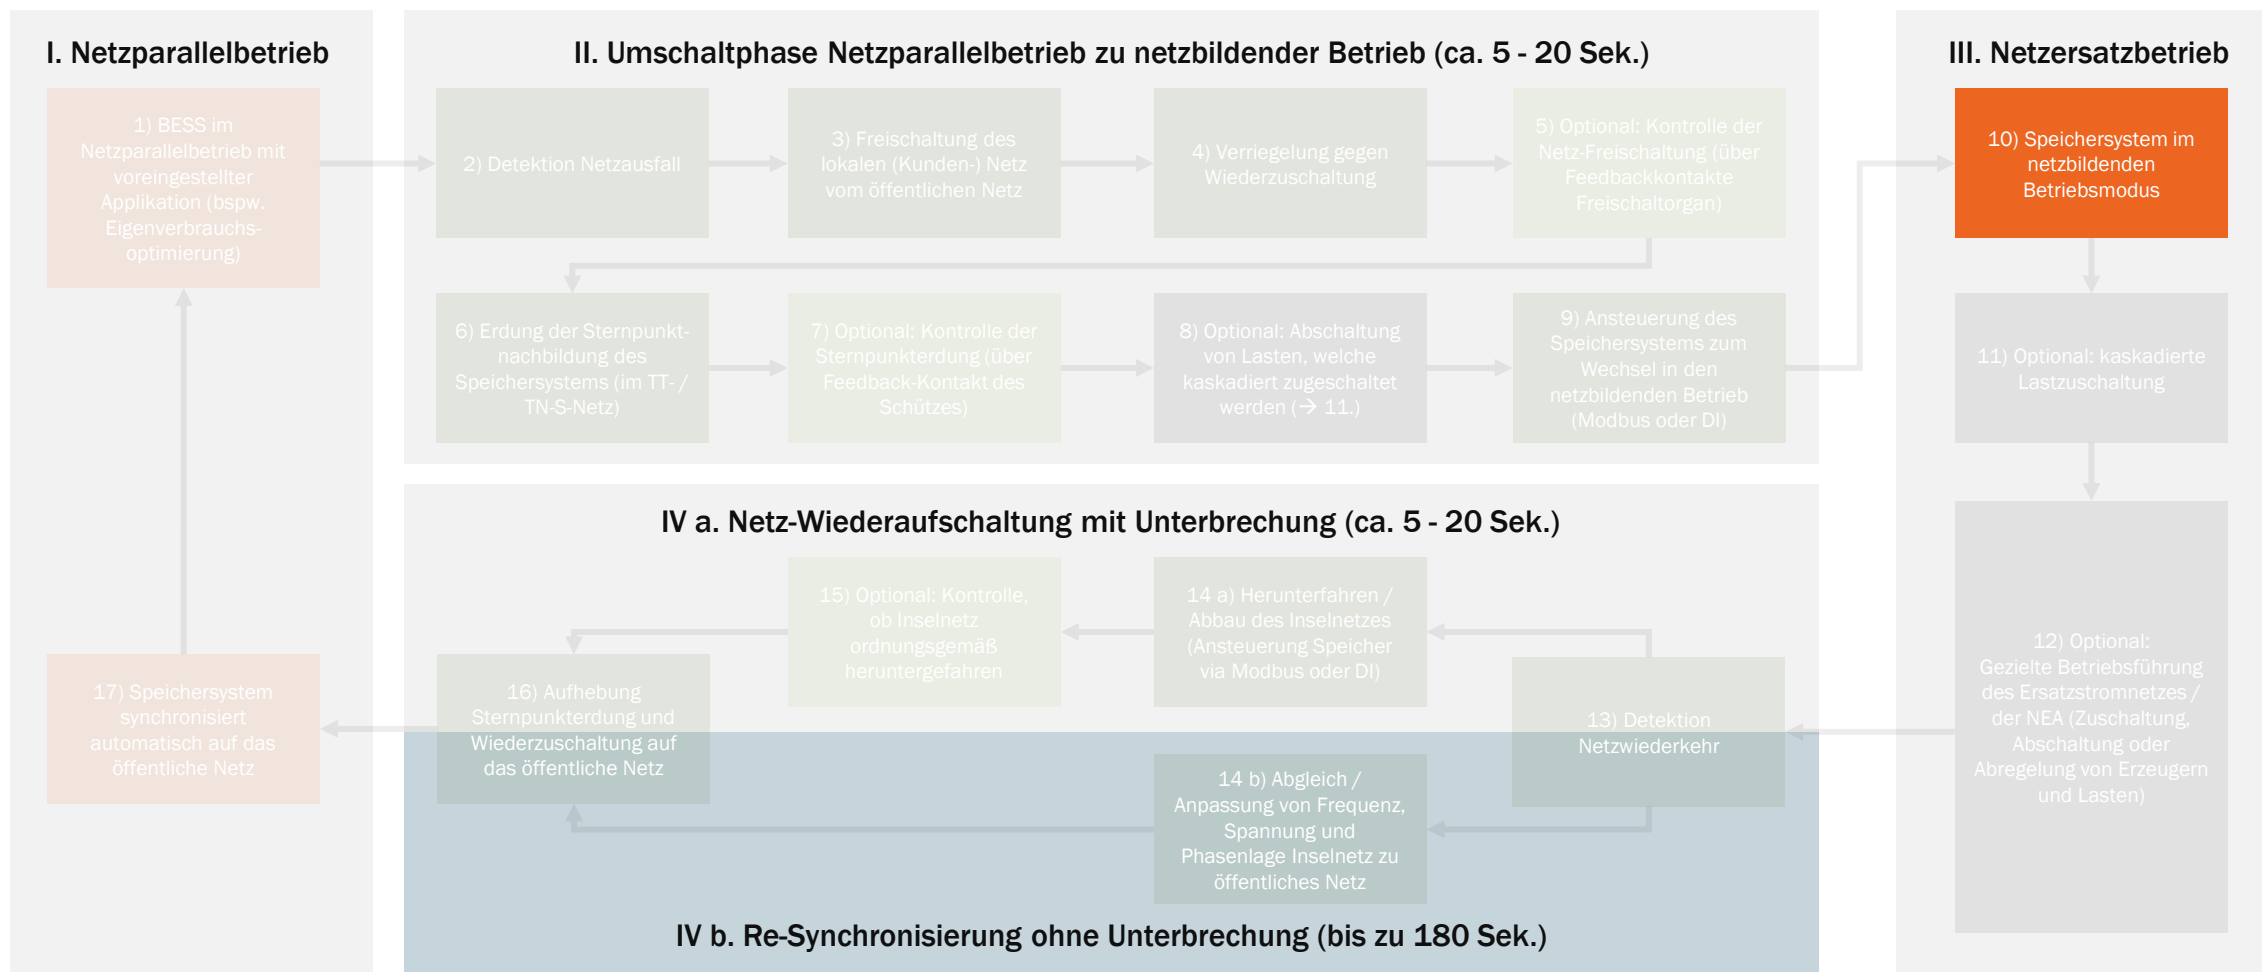 I. Netzparallelbetrieb
1) BESS im
Netzparallelbetrieb mit
voreingestellter
Applikation (bspw.
Eigenverbrauchs-
optimierung)
II. Umschaltphase Netzparallelbetrieb zu netzbildender Betrieb (ca. 5 - 20 Sek.)
2) Detektion Netzausfall
3) Freischaltung des
lokalen (Kunden-) Netz
vom öffentlichen Netz
4) Verriegelung gegen
Wiederzuschaltung
5) Optional: Kontrolle der
Netz-Freischaltung (über
Feedbackkontakte
Freischaltorgan)
6) Erdung der Sternpunkt-
nachbildung des
Speichersystems (im TT- /
TN-S-Netz)
7) Optional: Kontrolle der
Sternpunkterdung (über
Feedback-Kontakt des
Schützes)
8) Optional: Abschaltung
von Lasten, welche
kaskadiert zugeschaltet
werden (→ 11.)
9) Ansteuerung des
Speichersystems zum
Wechsel in den
netzbildenden Betrieb
(Modbus oder DI)
III. Netzersatzbetrieb
10) Speichersystem im
netzbildenden
Betriebsmodus
11) Optional: kaskadierte
Lastzuschaltung
12) Optional:
Gezielte Betriebsführung
des Ersatzstromnetzes /
der NEA (Zuschaltung,
Abschaltung oder
Abregelung von Erzeugern
und Lasten)
IV a. Netz-Wiederaufschaltung mit Unterbrechung (ca. 5 - 20 Sek.)
13) Detektion
Netzwiederkehr
14 a) Herunterfahren /
Abbau des Inselnetzes
(Ansteuerung Speicher
via Modbus oder DI)
15) Optional: Kontrolle,
ob Inselnetz
ordnungsgemäß
heruntergefahren
14 b) Abgleich /
Anpassung von Frequenz,
Spannung und
Phasenlage Inselnetz zu
öffentliches Netz
16) Aufhebung
Sternpunkterdung und
Wiederzuschaltung auf
das öffentliche Netz
17) Speichersystem
synchronisiert
automatisch auf das
öffentliche Netz
IV b. Re-Synchronisierung ohne Unterbrechung (bis zu 180 Sek.)